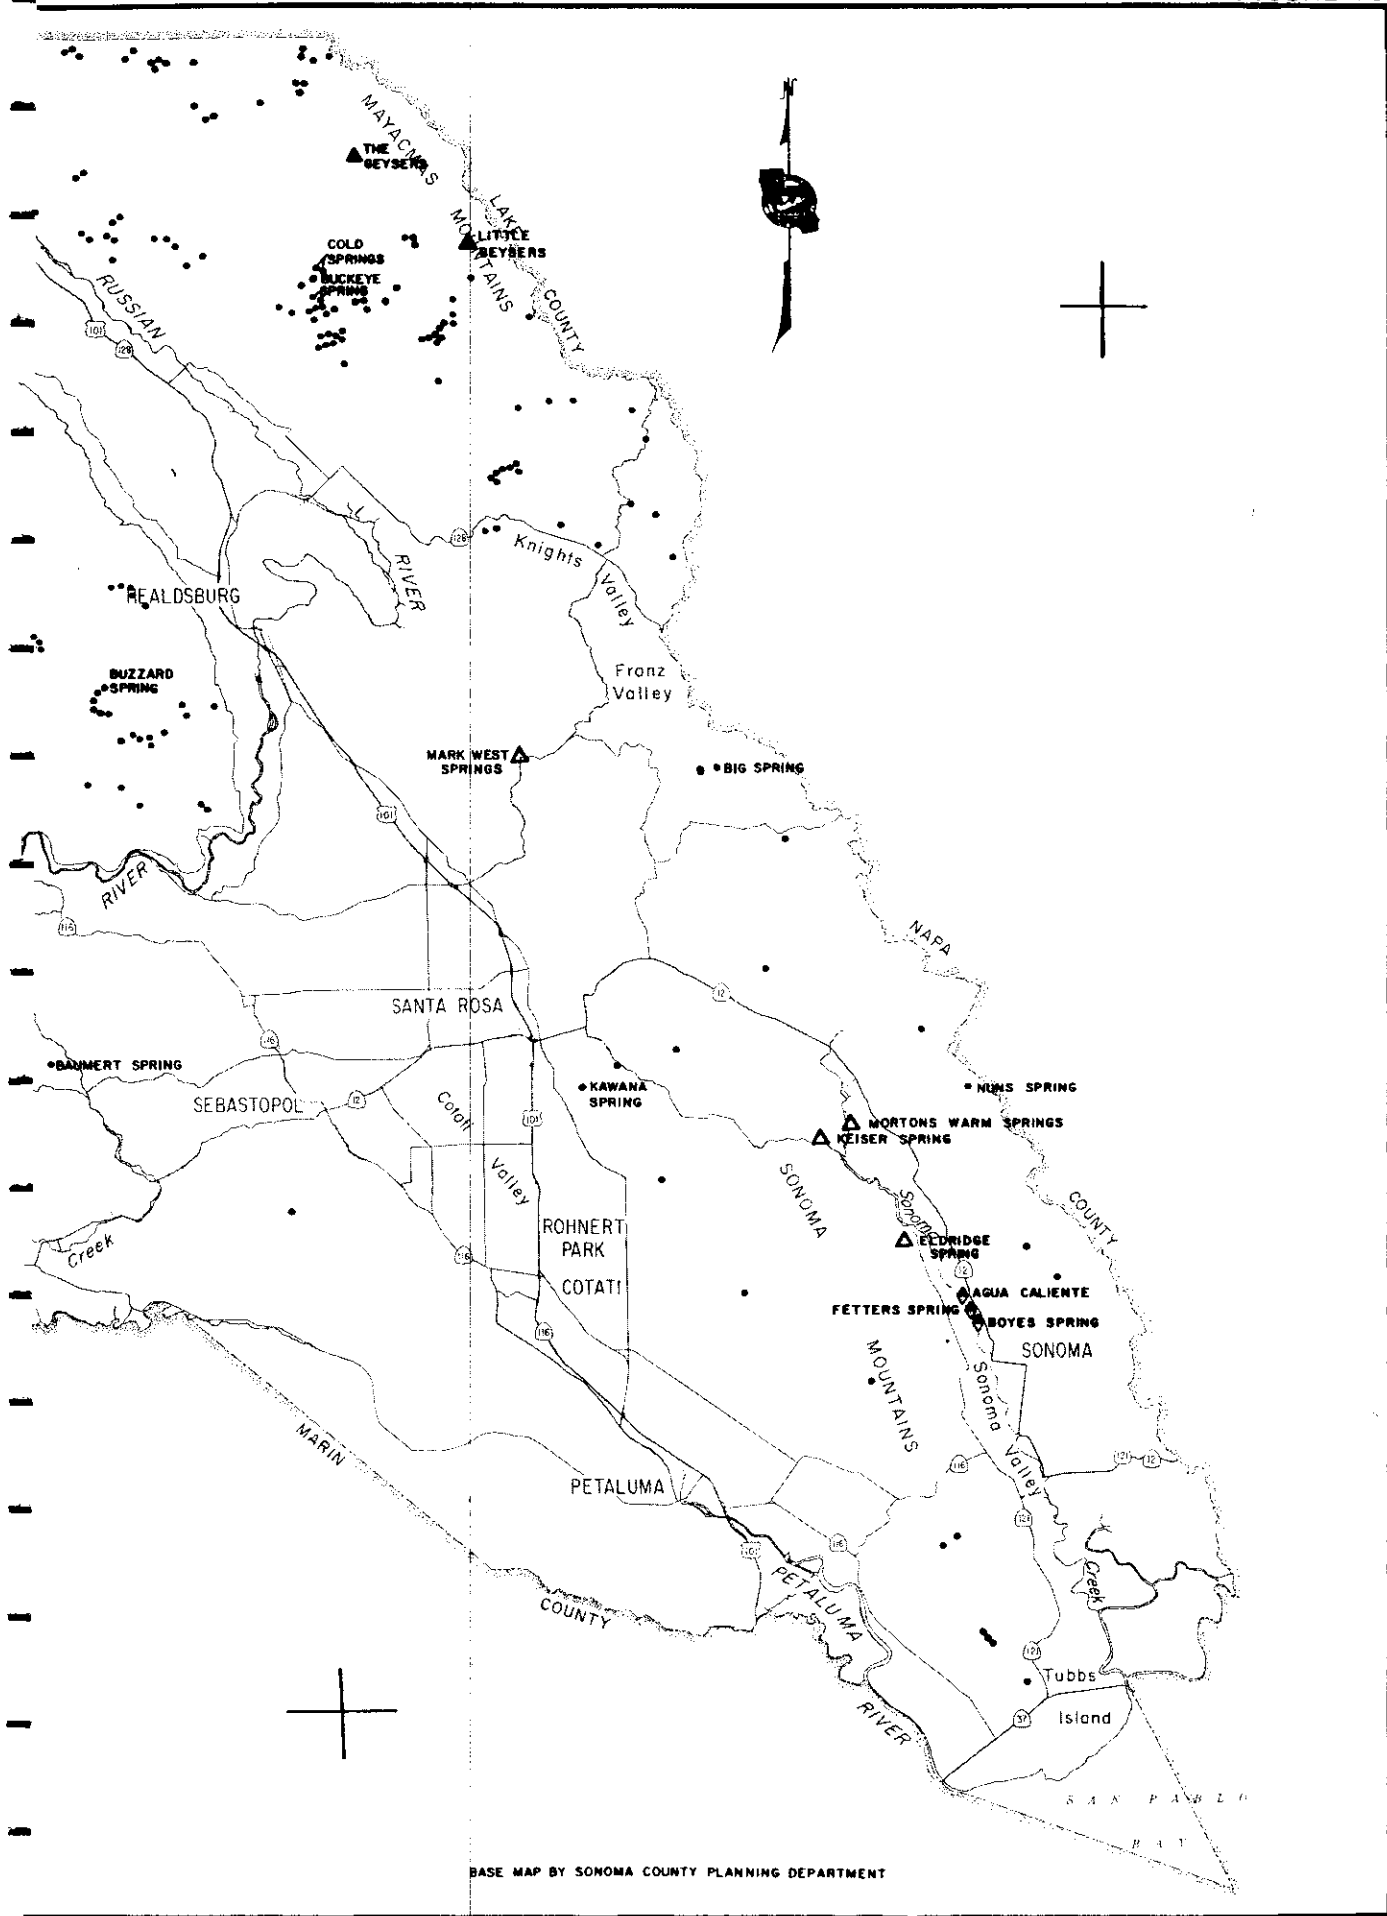 N
MAYACMAS
THE
GEYSERS
LAKE
MOUNTAINS
LITTLE
GEYSERS
COLD
SPRINGS
BUCKEYE
SPRING
COUNTY
RUSSIAN
101
128
128
Knights
Valley
RIVER
HEALDSBURG
Franz
Valley
BUZZARD
SPRING
MARK WEST
SPRINGS
BIG SPRING
101
RIVER
116
NAPA
12
SANTA ROSA
116
BAUMERT SPRING
KAWANA
SPRING
NUNS SPRING
SEBASTOPOL
12
Cotati
101
MORTONS WARM SPRINGS
KEISER SPRING
Valley
SONOMA
Sonoma
COUNTY
ROHNERT
PARK
Creek
116
ELDRIDGE
SPRING
12
COTATI
AGUA CALIENTE
FETTERS SPRING
BOYES SPRING
116
SONOMA
MOUNTAINS
Sonoma
Valley
MARIN
116
121
12
PETALUMA
121
116
101
PETALUMA
Creek
COUNTY
121
Tubbs
RIVER
37
Island
SAN PABLO
BAY
BASE MAP BY SONOMA COUNTY PLANNING DEPARTMENT